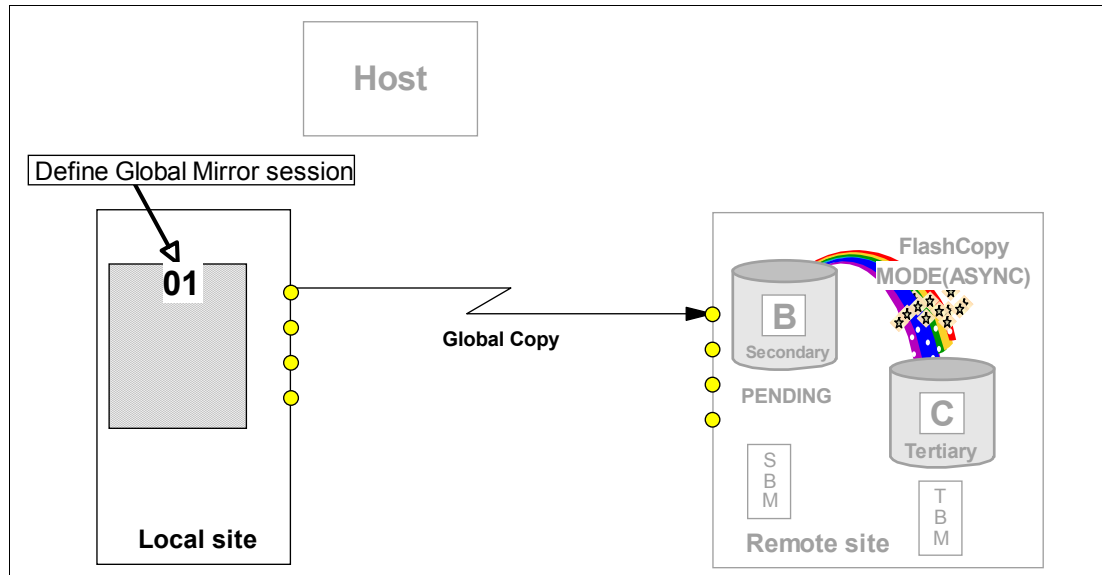 Host
Define Global Mirror session
01
Global Copy
Local site
FlashCopy
MODE(ASYNC)
B
Secondary
PENDING
C
Tertiary
S
B
M
T
B
M
Remote site